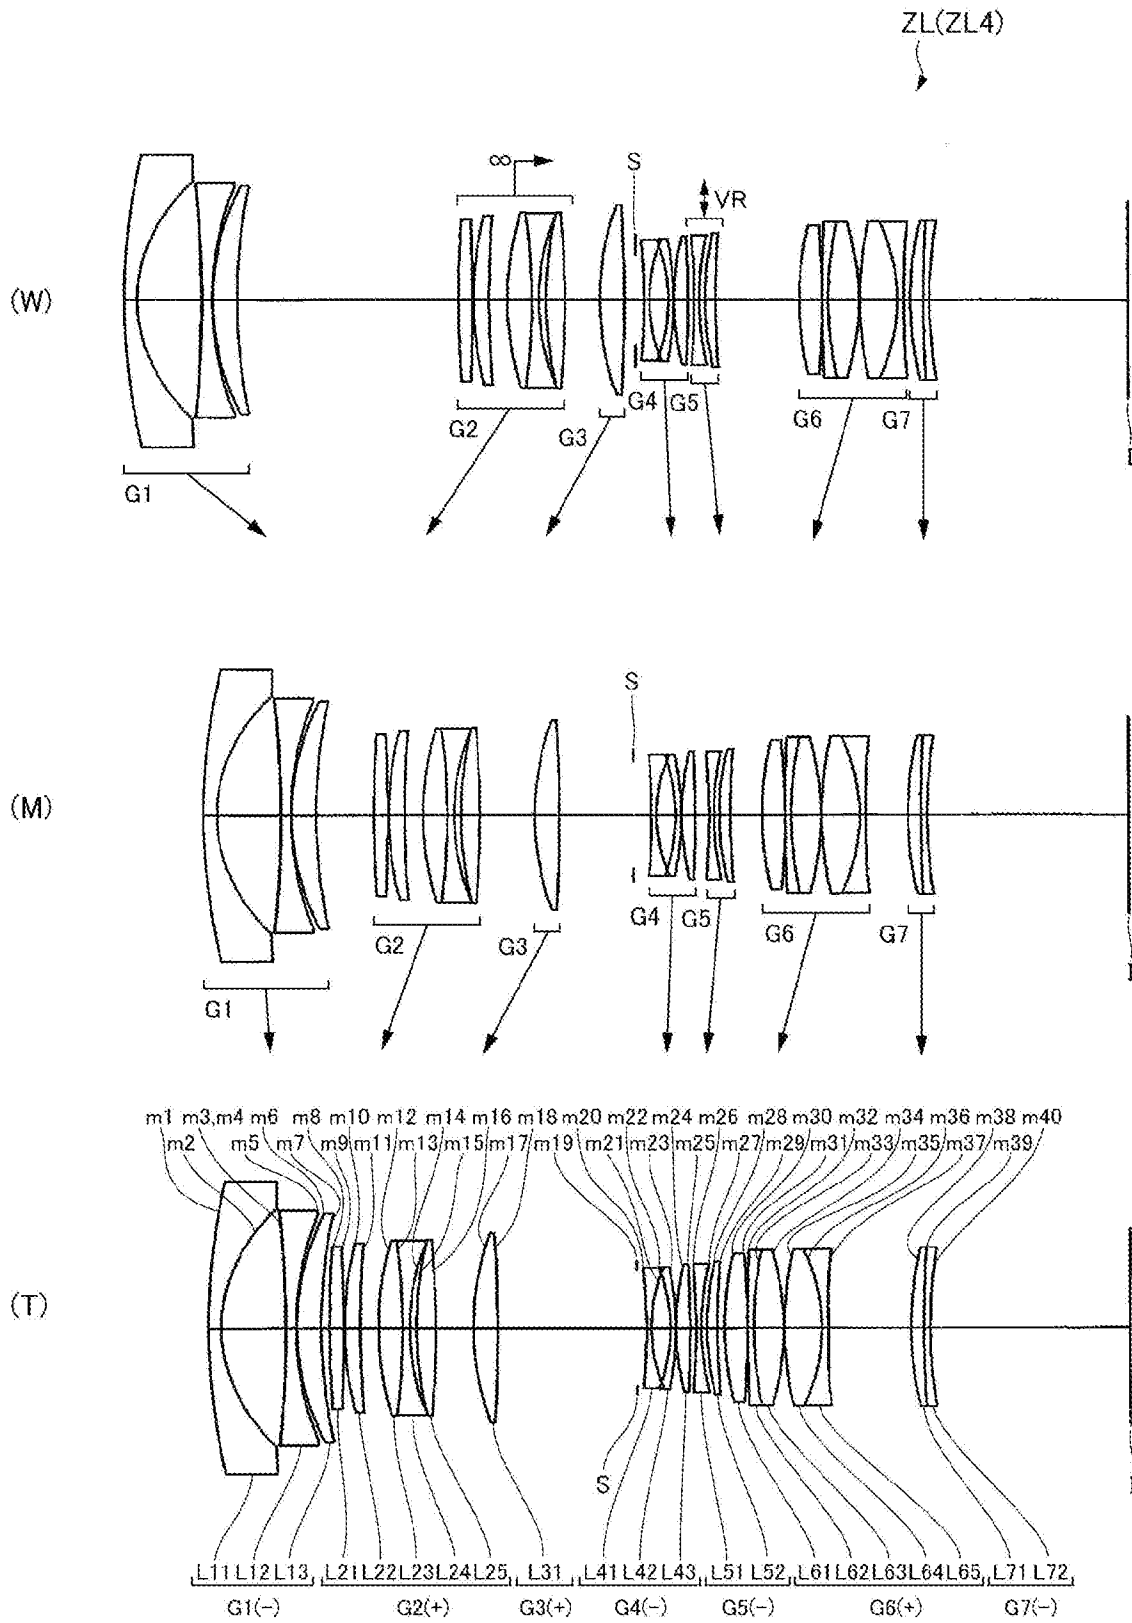 ZL(ZL4)
∞ S VR
(W)
G1 G2 G3 G4 G5 G6 G7
S
(M)
G1 G2 G3 G4 G5 G6 G7
m1 m3,m4 m6 m8 m10 m12 m14 m16 m18 m20 m22 m24 m26 m28 m30 m32 m34 m36 m38 m40
m2 m5 m7 m9 m11 m13 m15 m17 m19 m21 m23 m25 m27 m29 m31 m33 m35 m37 m39
(T)
S
L11 L12 L13 L21 L22 L23 L24 L25 L31 L41 L42 L43 L51 L52 L61 L62 L63 L64 L65 L71 L72
G1(-) G2(+) G3(+) G4(-) G5(-) G6(+) G7(-)